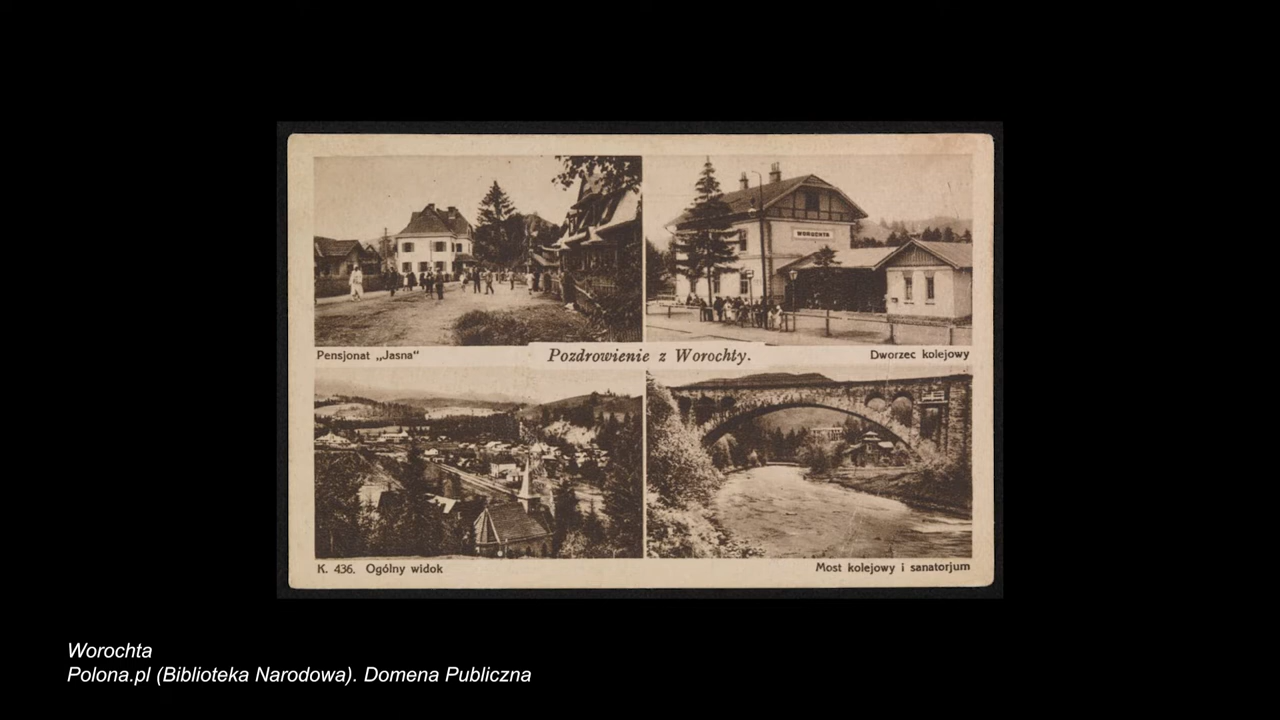 WOROCHTA
Pensjonat „Jasna“
Pozdrowienie z Worochty.
Dworzec kolejowy
K. 436. Ogólny widok
Most kolejowy i sanatorjum
Worochta
Polona.pl (Biblioteka Narodowa). Domena Publiczna